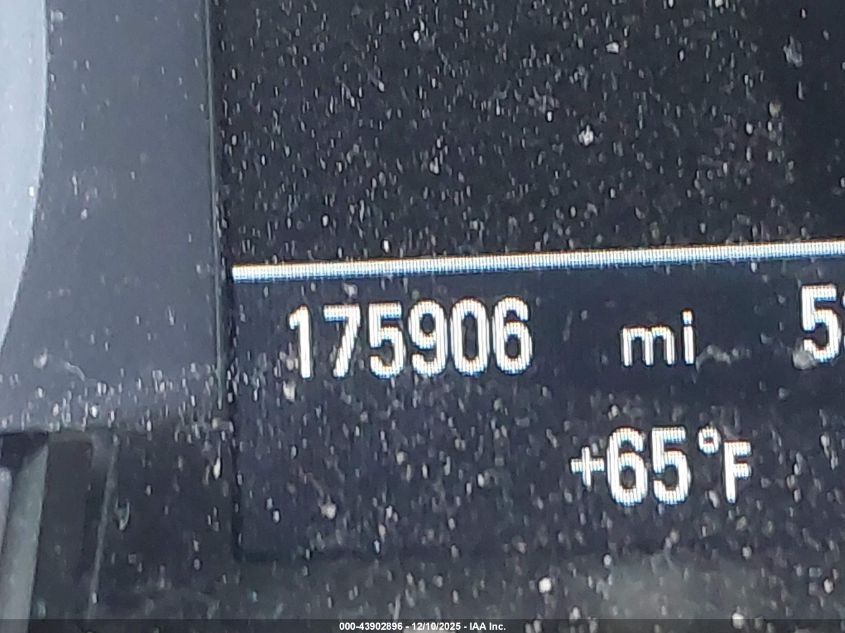 175906 mi
+65°F
000-43902896 - 12/10/2025 - IAA Inc.